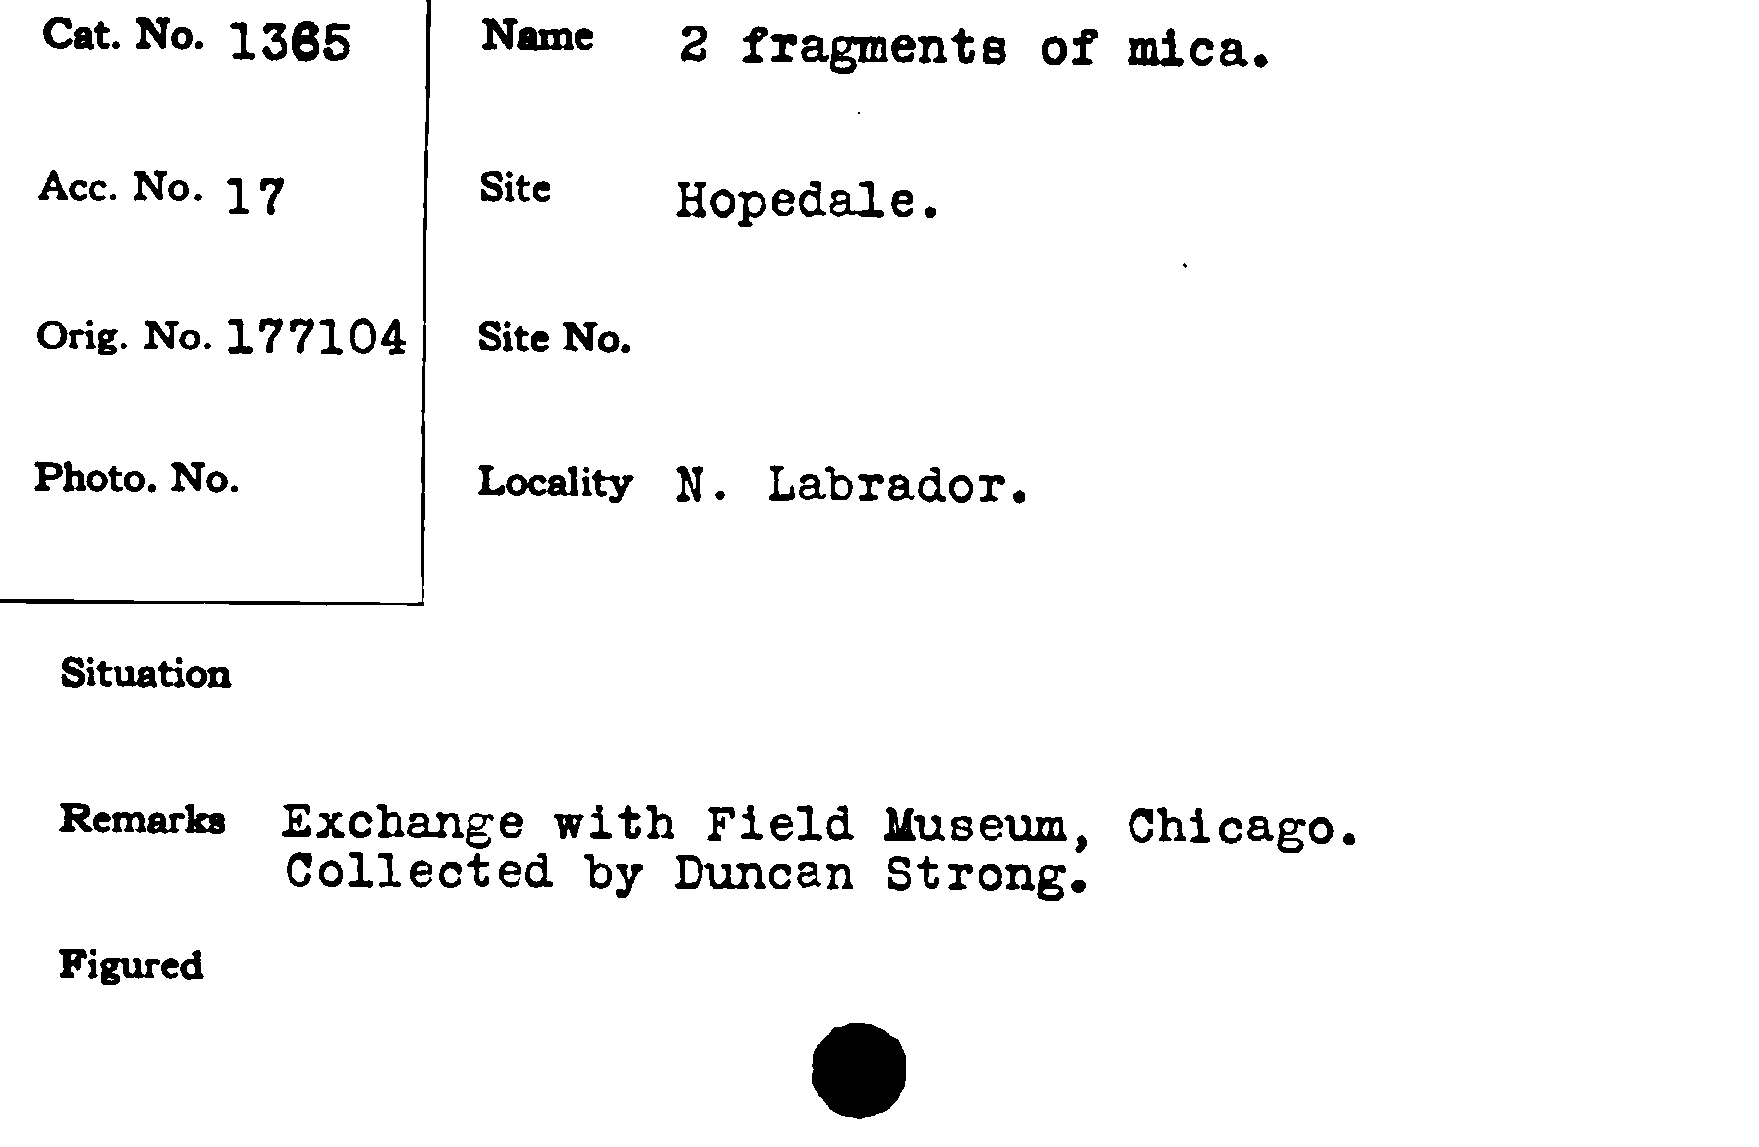 Cat. No. 1365
Name 2 fragments of mica.
Acc. No. 17
Site Hopedale.
Orig. No. 177104
Site No.
Photo. No.
Locality N. Labrador.
Situation
Remarks Exchange with Field Museum, Chicago.
Collected by Duncan Strong.
Figured